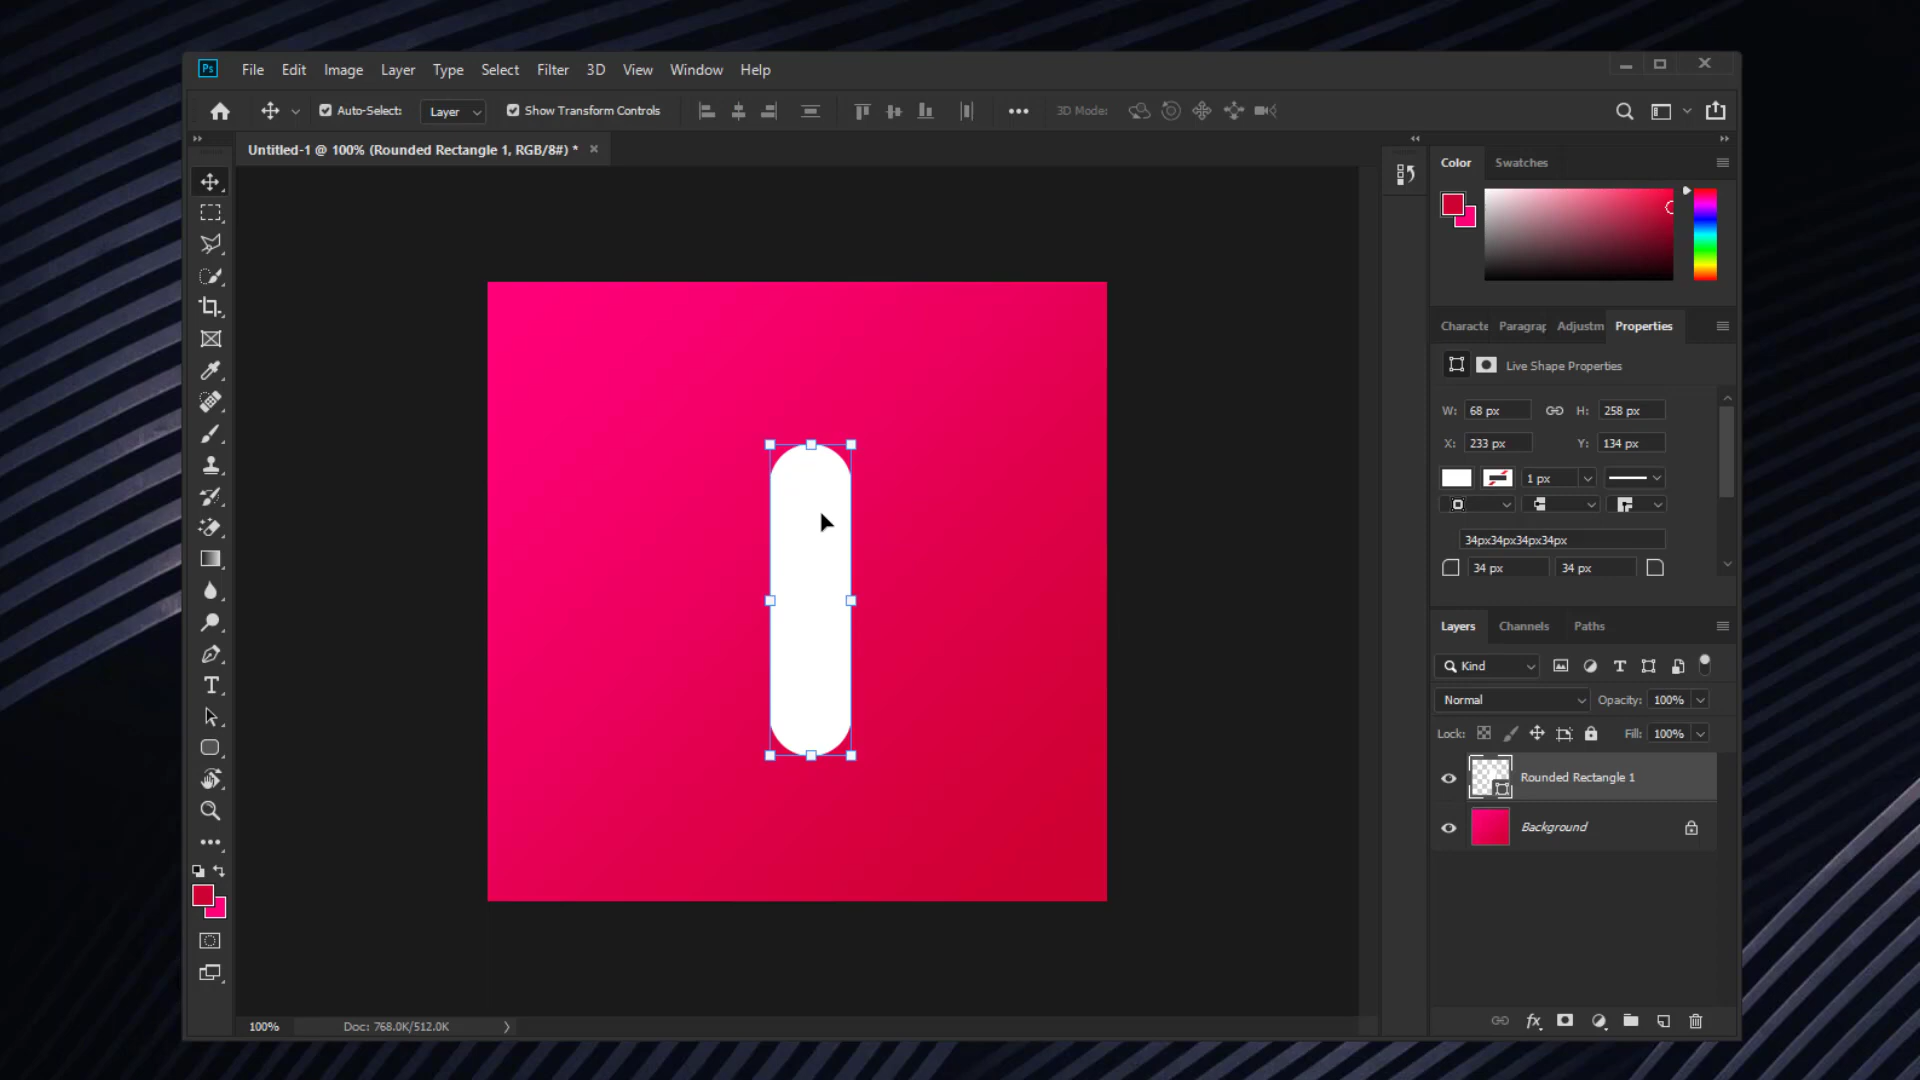 Ps File Edit Image Layer Type Select Filter 3D View Window Help
Auto-Select: Layer Show Transform Controls 3D Mode:
Untitled-1 @ 100% (Rounded Rectangle 1, RGB/8#) *
Color Swatches
Characte Paragrap Adjustm Properties
Live Shape Properties
W: 68 px H: 258 px
X: 233 px Y: 134 px
1 px
34px34px34px34px
34 px 34 px
Layers Channels Paths
Kind
Normal Opacity: 100%
Lock: Fill: 100%
Rounded Rectangle 1
Background
100% Doc: 768.0K/512.0K
fx